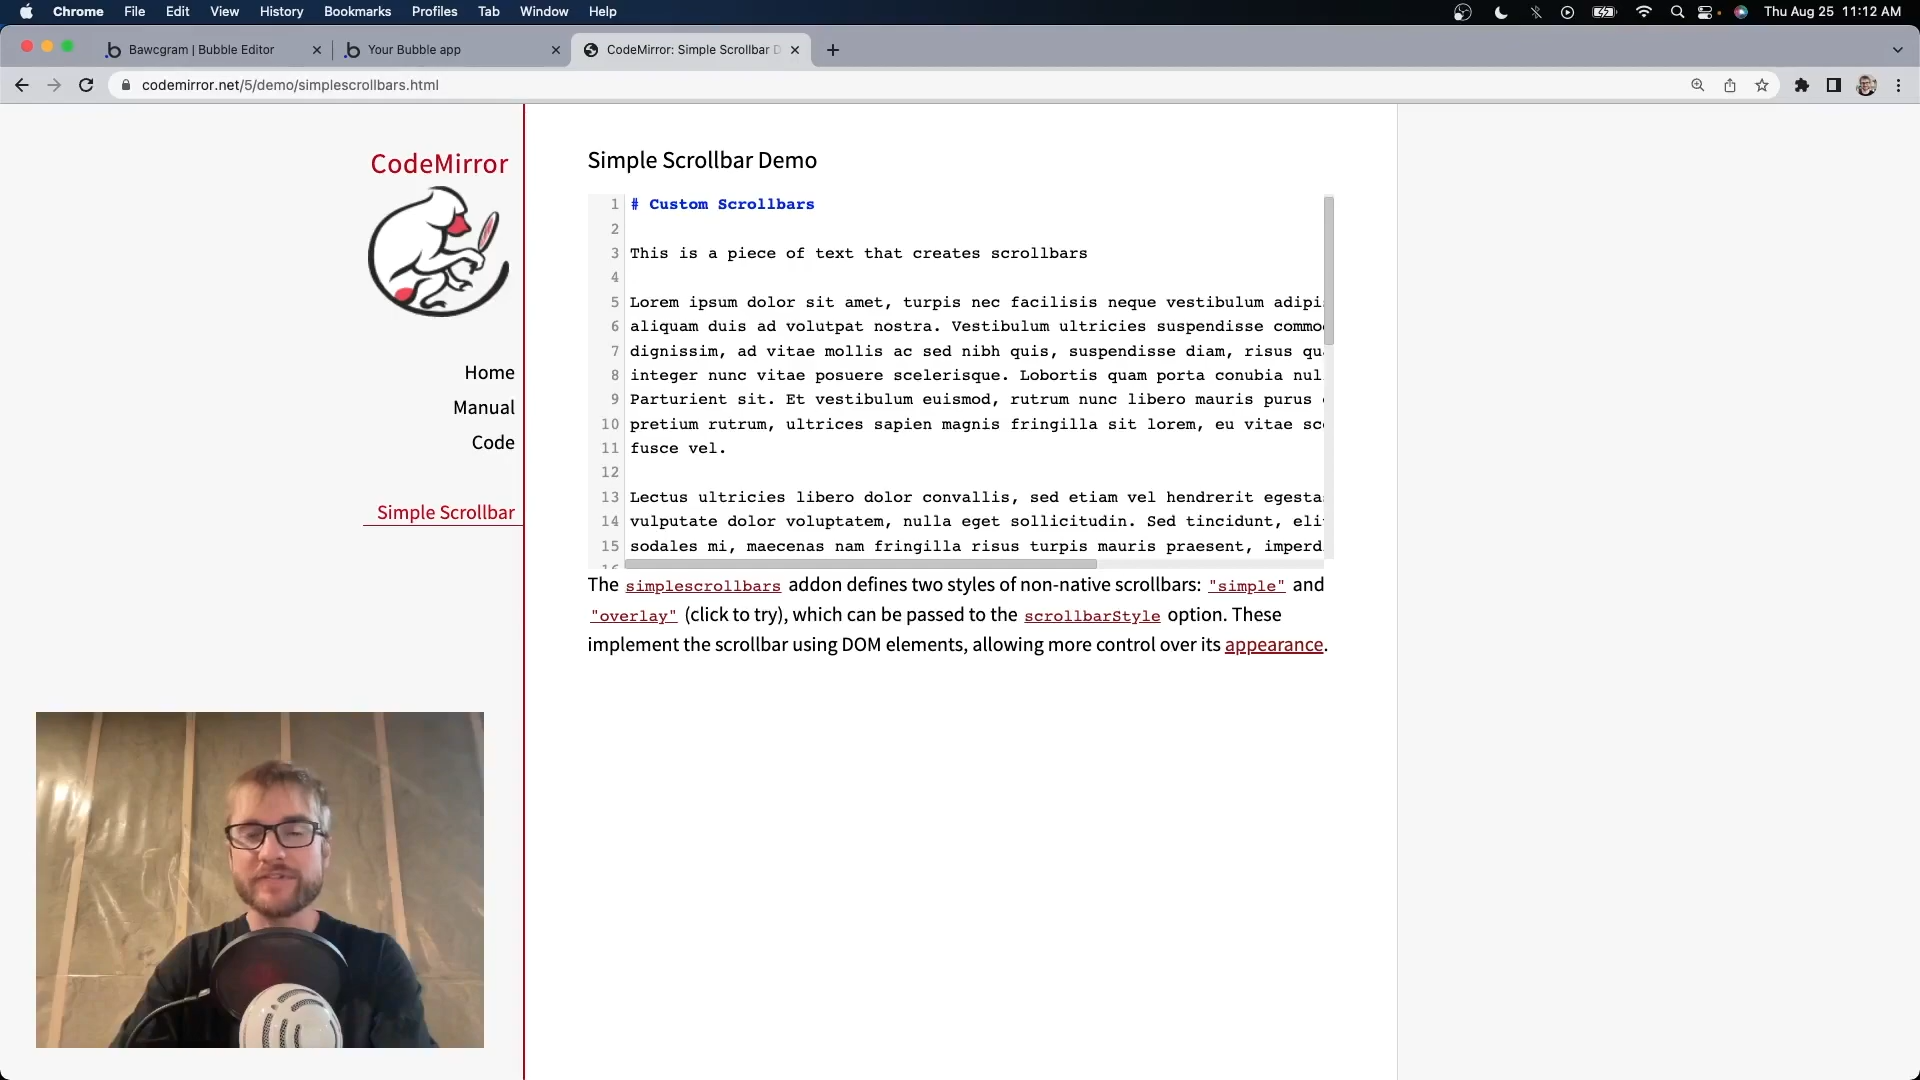 Chrome File Edit View History Bookmarks Profiles Tab Window Help Thu Aug 25 11:12 AM
Bawcgram | Bubble Editor Your Bubble app CodeMirror: Simple Scrollbar D
codemirror.net/5/demo/simplescrollbars.html
CodeMirror
Home
Manual
Code
Simple Scrollbar
Simple Scrollbar Demo
1 # Custom Scrollbars
2
3 This is a piece of text that creates scrollbars
4
5 Lorem ipsum dolor sit amet, turpis nec facilisis neque vestibulum adipi
6 aliquam duis ad volutpat nostra. Vestibulum ultricies suspendisse commo
7 dignissim, ad vitae mollis ac sed nibh quis, suspendisse diam, risus qu
8 integer nunc vitae posuere scelerisque. Lobortis quam porta conubia nul
9 Parturient sit. Et vestibulum euismod, rutrum nunc libero mauris purus
10 pretium rutrum, ultrices sapien magnis fringilla sit lorem, eu vitae sc
11 fusce vel.
12
13 Lectus ultricies libero dolor convallis, sed etiam vel hendrerit egesta
14 vulputate dolor voluptatem, nulla eget sollicitudin. Sed tincidunt, eli
15 sodales mi, maecenas nam fringilla risus turpis mauris praesent, imperd
16
The simplescrollbars addon defines two styles of non-native scrollbars: "simple" and
"overlay" (click to try), which can be passed to the scrollbarStyle option. These
implement the scrollbar using DOM elements, allowing more control over its appearance.